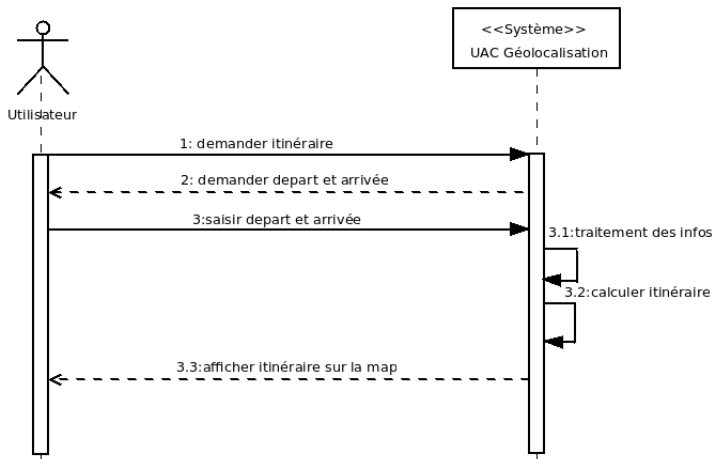 <<Système>>
UAC Géolocalisation
Utilisateur
1: demander itinéraire
2: demander depart et arrivée
3:saisir depart et arrivée
3.1:traitement des infos
3.2:calculer itinéraire
3.3:afficher itinéraire sur la map